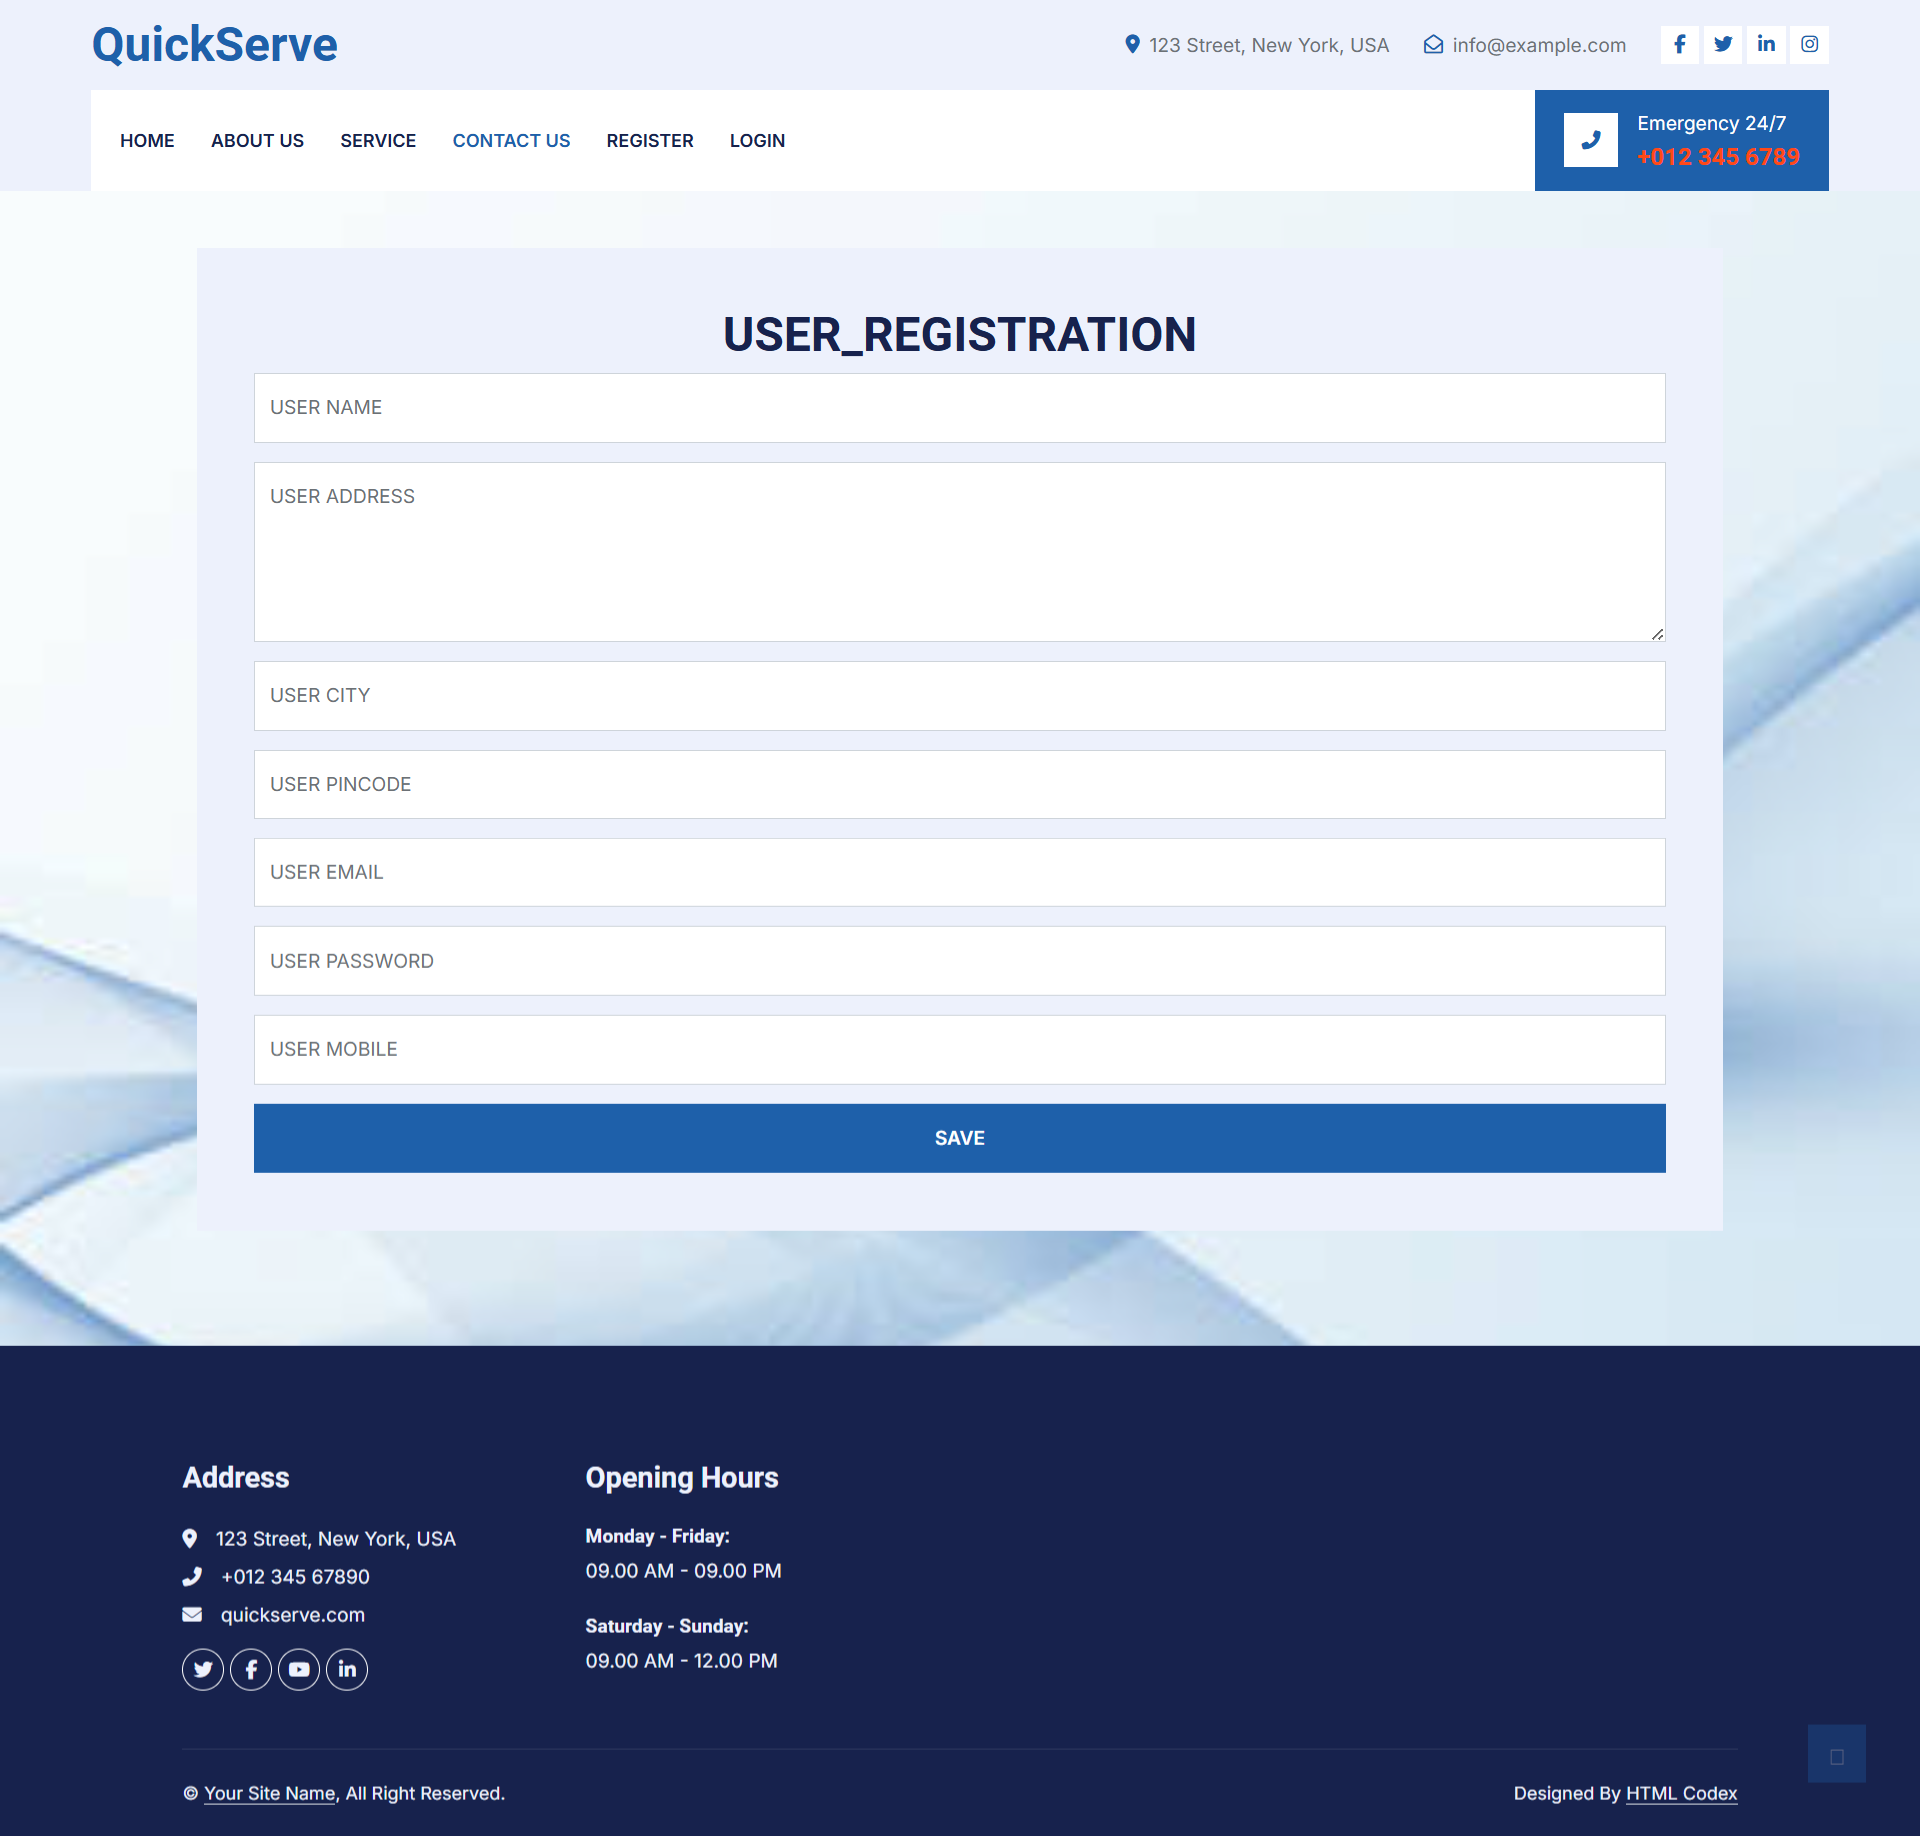 QuickServe
123 Street, New York, USA
info@example.com
HOME
ABOUT US
SERVICE
CONTACT US
REGISTER
LOGIN
Emergency 24/7
+012 345 6789
USER_REGISTRATION
USER NAME
USER ADDRESS
USER CITY
USER PINCODE
USER EMAIL
USER PASSWORD
USER MOBILE
SAVE
Address
123 Street, New York, USA
+012 345 67890
quickserve.com
Opening Hours
Monday - Friday:
09.00 AM - 09.00 PM
Saturday - Sunday:
09.00 AM - 12.00 PM
© Your Site Name, All Right Reserved.
Designed By HTML Codex